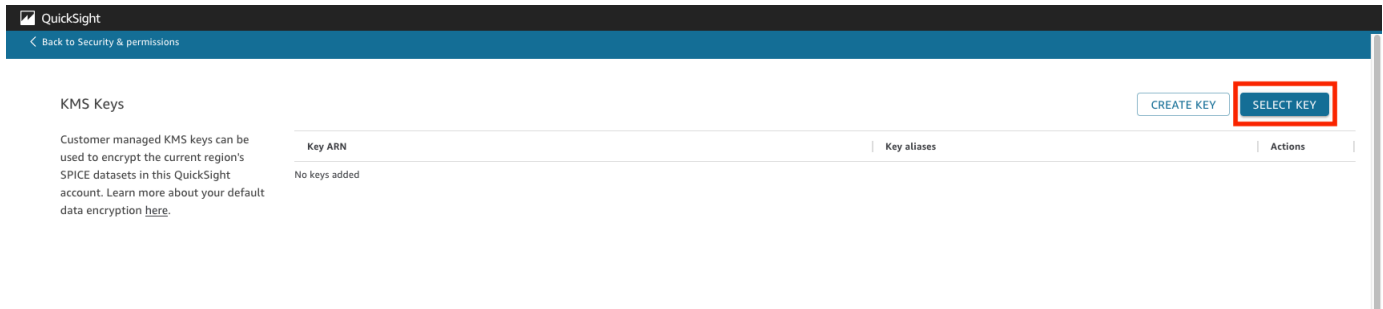 QuickSight
Back to Security & permissions
KMS Keys
CREATE KEY
SELECT KEY
Customer managed KMS keys can be
used to encrypt the current region's
SPICE datasets in this QuickSight
account. Learn more about your default
data encryption here.
Key ARN
Key aliases
Actions
No keys added